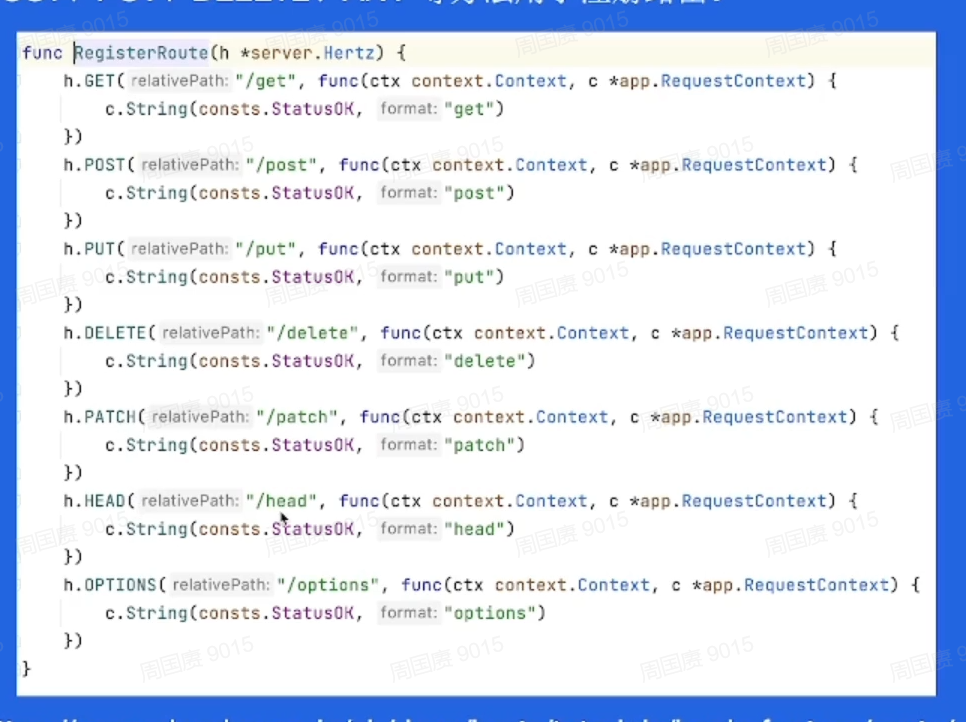 func RegisterRoute(h *server.Hertz) {
h.GET( relativePath: "/get", func(ctx context.Context, c *app.RequestContext) {
c.String(consts.StatusOK, format: "get")
})
h.POST( relativePath: "/post", func(ctx context.Context, c *app.RequestContext) {
c.String(consts.StatusOK, format: "post")
})
h.PUT( relativePath: "/put", func(ctx context.Context, c *app.RequestContext) {
c.String(consts.StatusOK, format: "put")
})
h.DELETE( relativePath: "/delete", func(ctx context.Context, c *app.RequestContext) {
c.String(consts.StatusOK, format: "delete")
})
h.PATCH( relativePath: "/patch", func(ctx context.Context, c *app.RequestContext) {
c.String(consts.StatusOK, format: "patch")
})
h.HEAD( relativePath: "/head", func(ctx context.Context, c *app.RequestContext) {
c.String(consts.StatusOK, format: "head")
})
h.OPTIONS( relativePath: "/options", func(ctx context.Context, c *app.RequestContext) {
c.String(consts.StatusOK, format: "options")
})
}
周国赓 9015